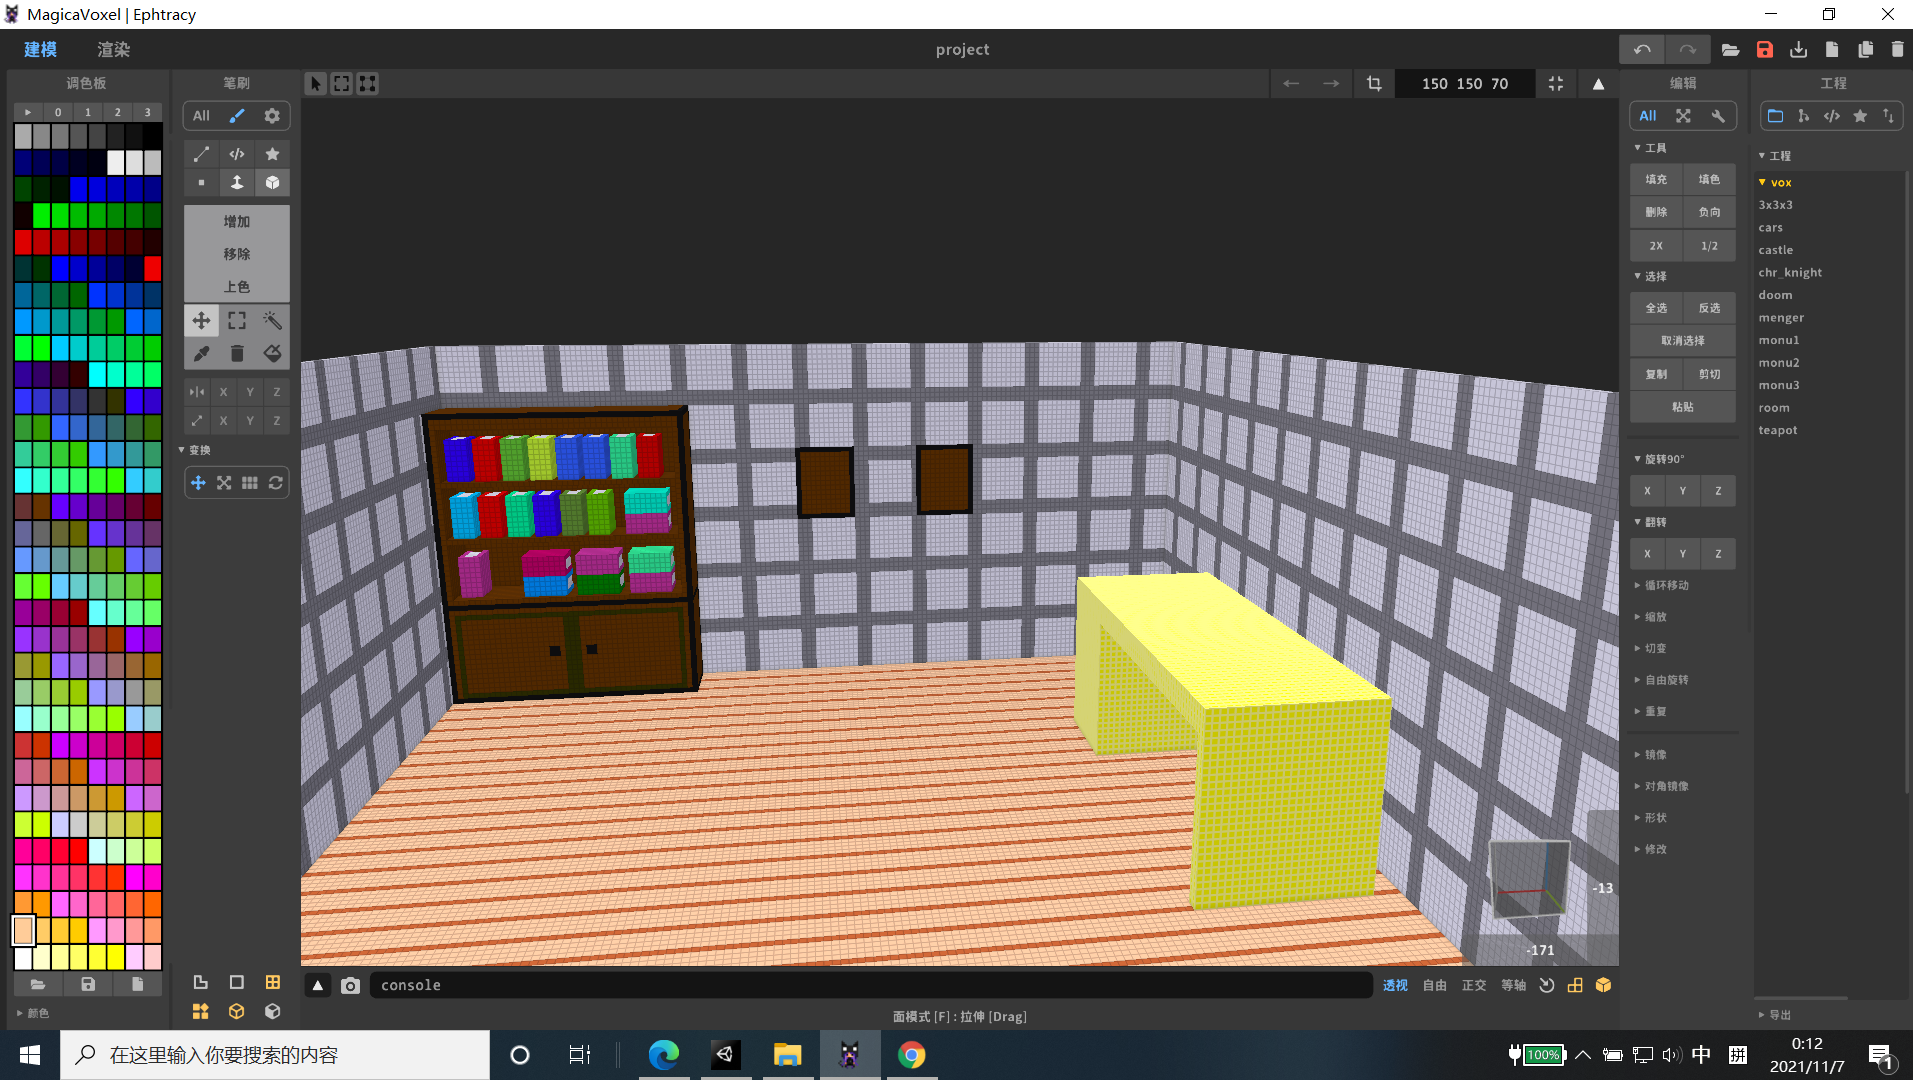 MagicaVoxel | Ephtracy
建模 渲染 project
调色板 笔刷 150 150 70 编辑 工程
0 1 2 3 All All
工具 工程
填充 填色 vox
3x3x3
增加 删除 负向 cars
移除 2X 1/2 castle
上色 选择 chr_knight
全选 反选 doom
menger
取消选择 monu1
复制 剪切 monu2
X Y Z monu3
粘贴 room
X Y Z teapot
变换 旋转90°
X Y Z
翻转
X Y Z
循环移动
缩放
切变
自由旋转
重复
镜像
对角镜像
形状
修改
-13
-171
console 透视 自由 正交 等轴
颜色 面模式 [F] : 拉伸 [Drag] 导出
在这里输入你要搜索的内容
100% 中 拼 0:12
2021/11/7 1